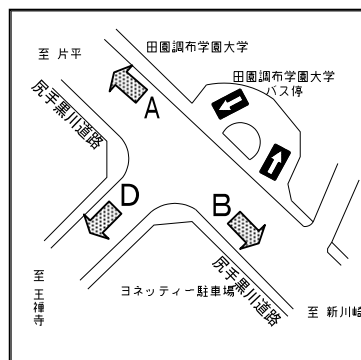 田園調布学園大学
至 片平
田園調布学園大学
バス停
尻手黒川道路
A
D
B
尻手黒川道路
ヨネッティー駐車場
至 王禅寺
至 新川崎